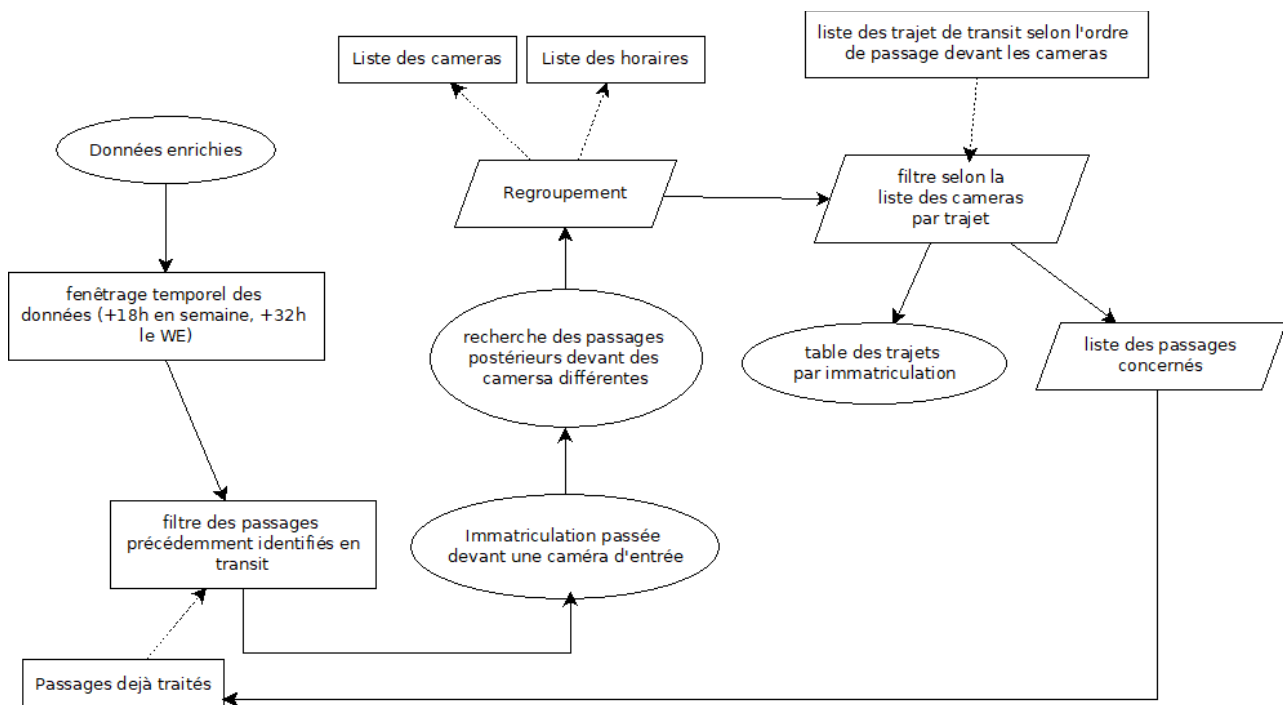 liste des trajet de transit selon l'ordre
de passage devant les cameras
Liste des cameras
Liste des horaires
Données enrichies
Regroupement
filtre selon la
liste des cameras
par trajet
fenêtrage temporel des
données (+18h en semaine, +32h
le WE)
recherche des passages
postérieurs devant des
camersa différentes
table des trajets
par immatriculation
liste des passages
concernés
filtre des passages
précédemment identifiés en
transit
Immatriculation passée
devant une caméra d'entrée
Passages dejà traités